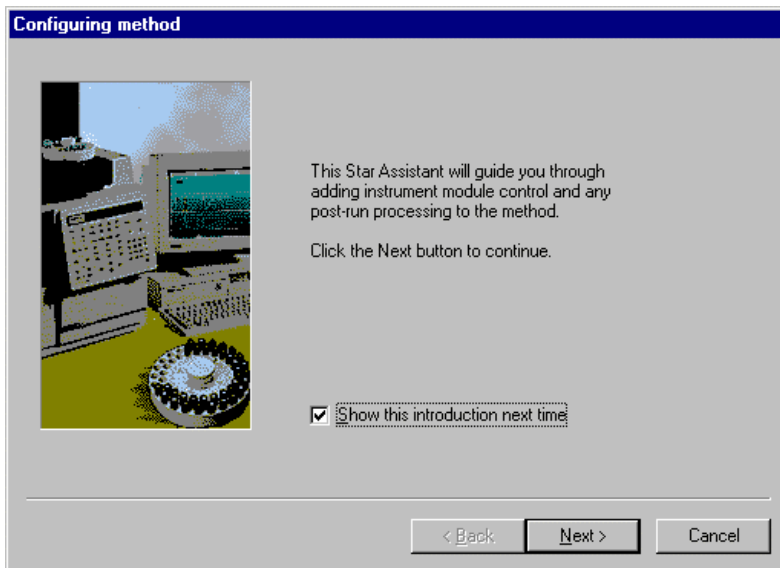 Configuring method
This Star Assistant will guide you through
adding instrument module control and any
post-run processing to the method.
Click the Next button to continue.
Show this introduction next time
< Back
Next >
Cancel